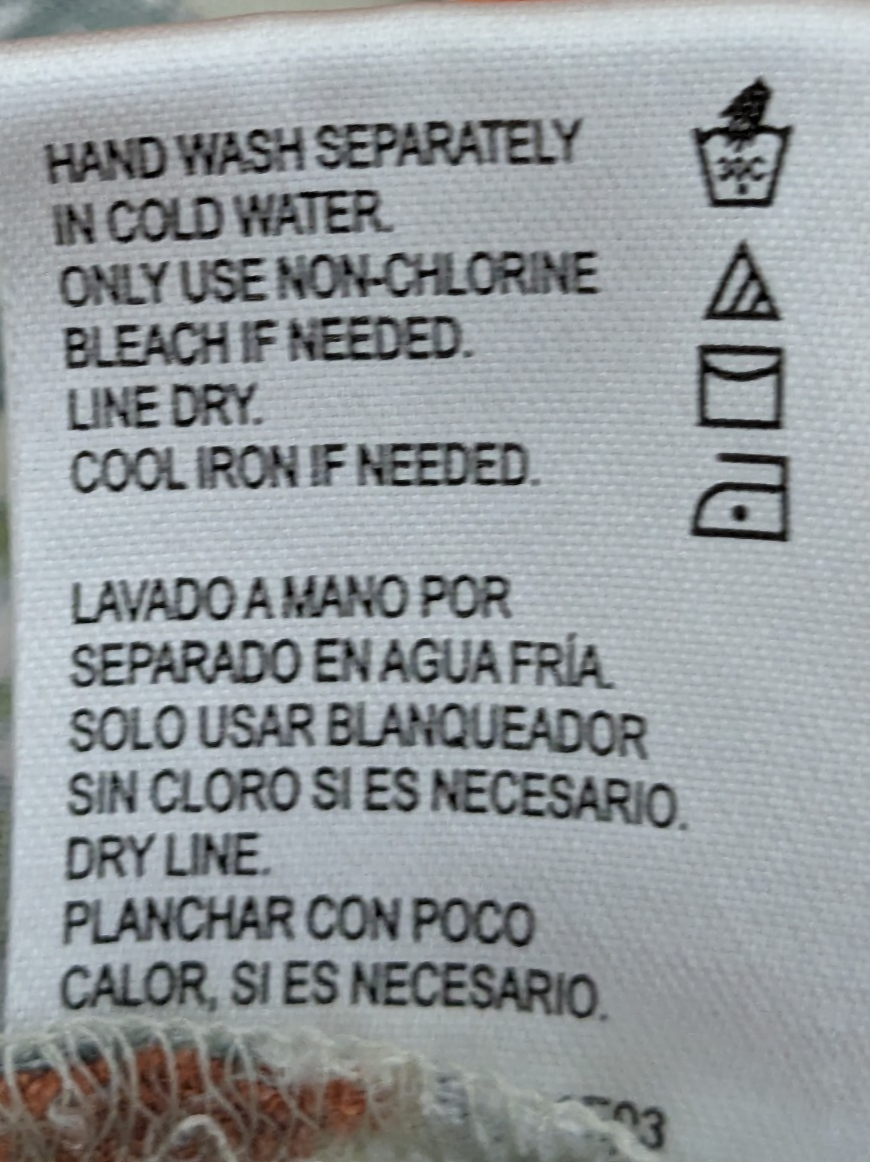 HAND WASH SEPARATELY
IN COLD WATER.
ONLY USE NON-CHLORINE
BLEACH IF NEEDED.
LINE DRY.
COOL IRON IF NEEDED.
30C
LAVADO A MANO POR
SEPARADO EN AGUA FRÍA.
SOLO USAR BLANQUEADOR
SIN CLORO SI ES NECESARIO.
DRY LINE.
PLANCHAR CON POCO
CALOR, SI ES NECESARIO.